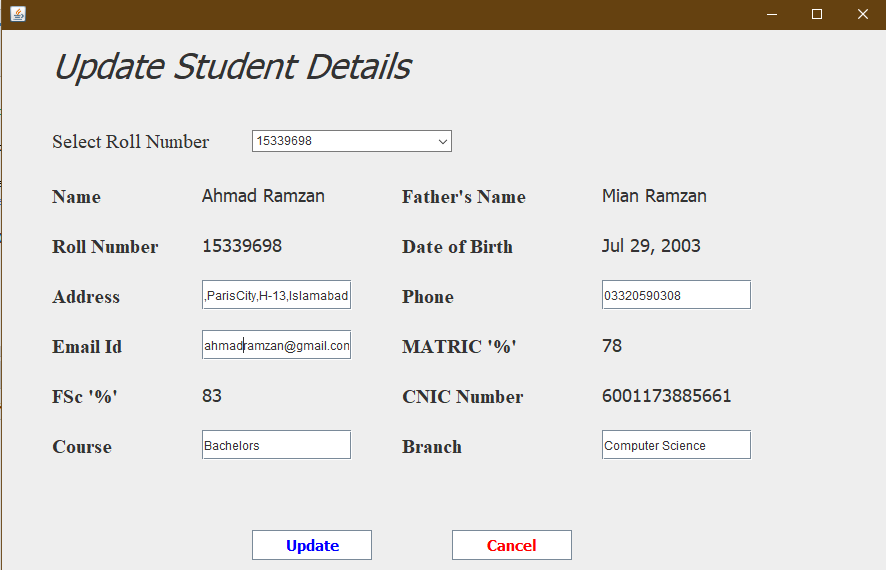 Update Student Details
Select Roll Number 15339698
Name Ahmad Ramzan Father's Name Mian Ramzan
Roll Number 15339698 Date of Birth Jul 29, 2003
Address ,ParisCity,H-13,Islamabad Phone 03320590308
Email Id ahmadramzan@gmail.con MATRIC '%' 78
FSc '%' 83 CNIC Number 6001173885661
Course Bachelors Branch Computer Science
Update Cancel